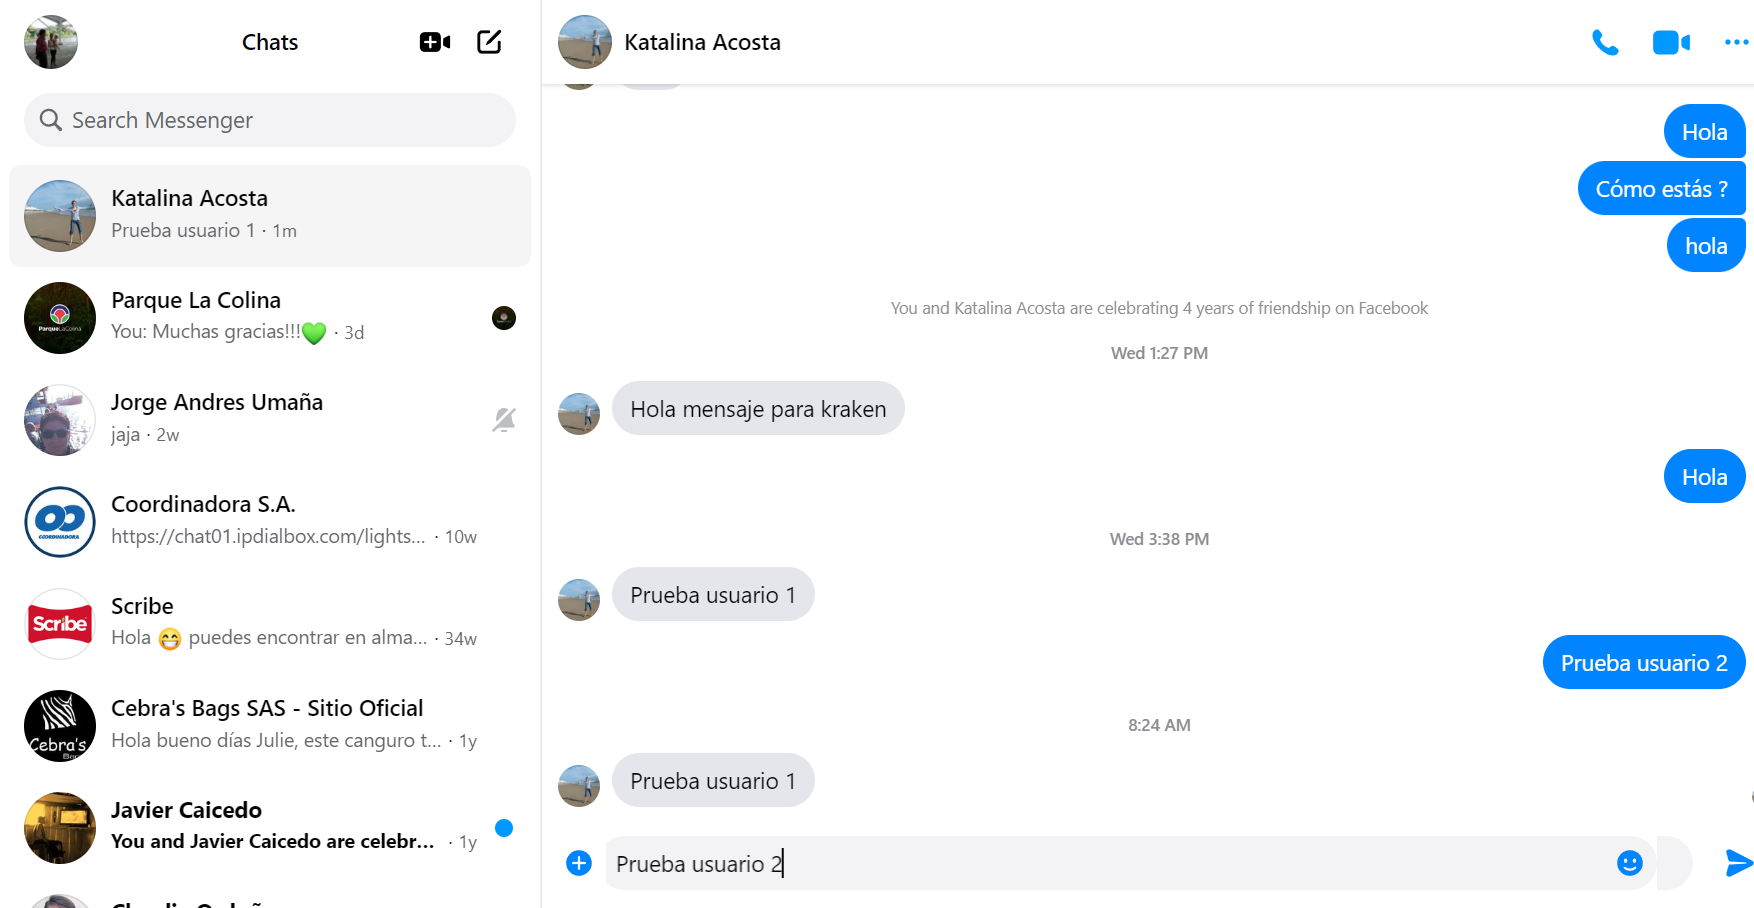 Chats
Search Messenger
Katalina Acosta
Prueba usuario 1 · 1m
Parque La Colina
You: Muchas gracias!!!💚 · 3d
Jorge Andres Umaña
jaja · 2w
Coordinadora S.A.
https://chat01.ipdialbox.com/lights... · 10w
COORDINADORA
Scribe
Scribe
Hola 😁 puedes encontrar en alma... · 34w
Cebra's Bags SAS - Sitio Oficial
Hola bueno días Julie, este canguro t... · 1y
Cebra's
Javier Caicedo
You and Javier Caicedo are celebr... · 1y
Katalina Acosta
Hola
Cómo estás ?
hola
You and Katalina Acosta are celebrating 4 years of friendship on Facebook
Wed 1:27 PM
Hola mensaje para kraken
Hola
Wed 3:38 PM
Prueba usuario 1
Prueba usuario 2
8:24 AM
Prueba usuario 1
Prueba usuario 2